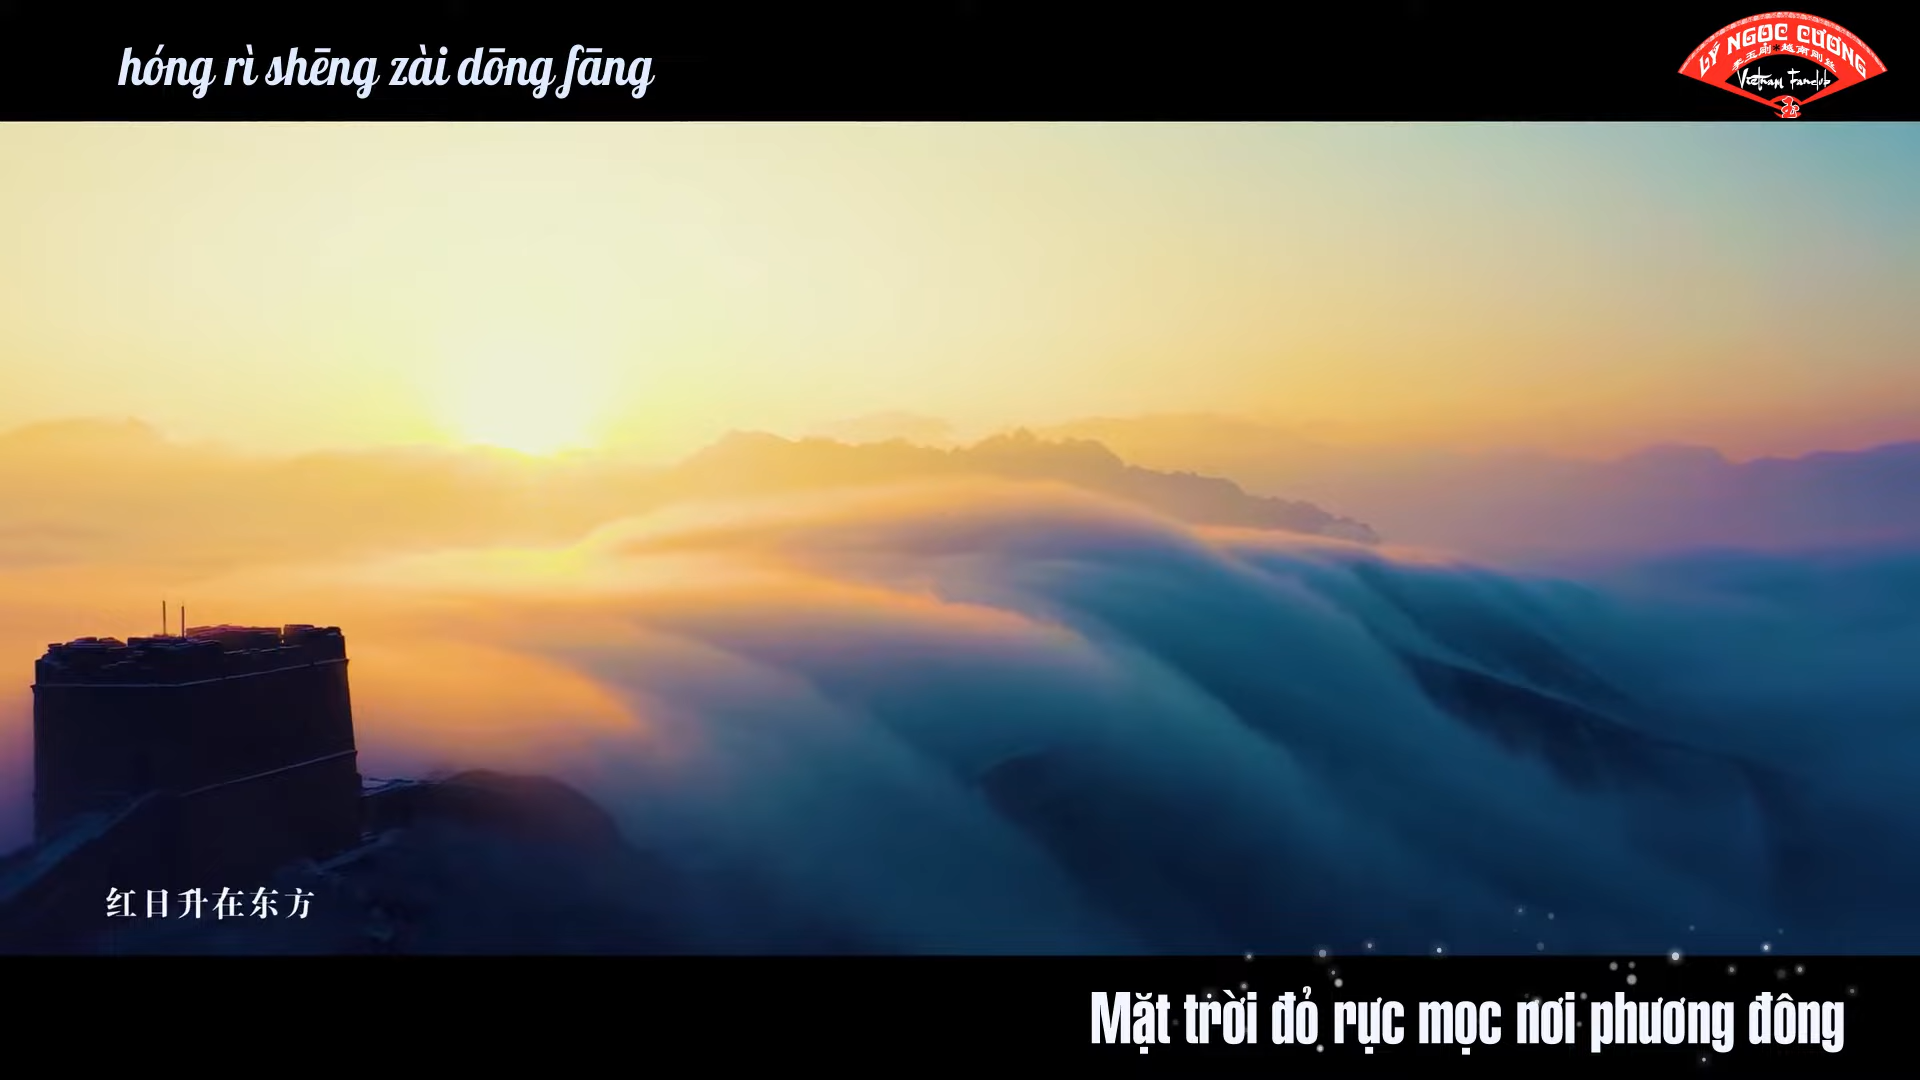 hóng rì shēng zài dōng fāng
LÝ NGỌC CƯƠNG
Vietnam Fanclub
红日升在东方
Mặt trời đỏ rực mọc nơi phương đông